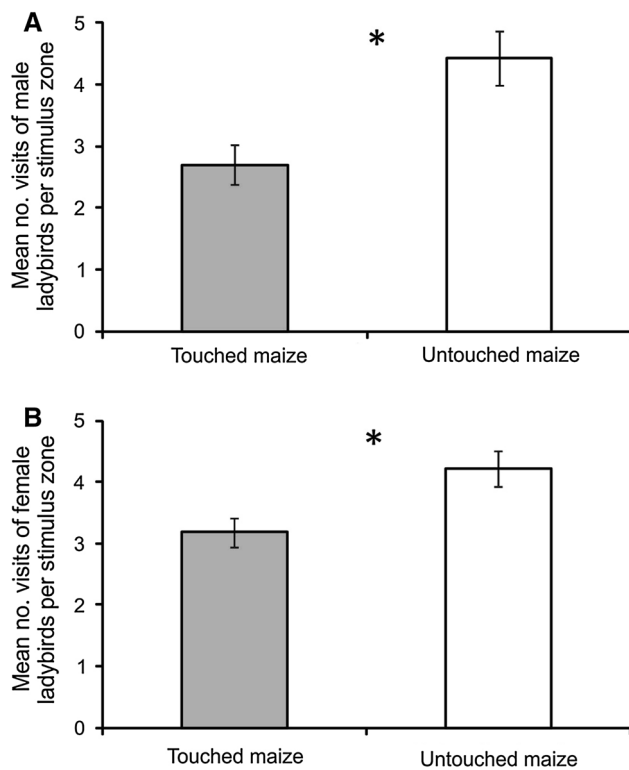 A
Mean no. visits of male
ladybirds per stimulus zone
5
4
3
2
1
0
*
Touched maize
Untouched maize
B
Mean no. visits of female
ladybirds per stimulus zone
5
4
3
2
1
0
*
Touched maize
Untouched maize